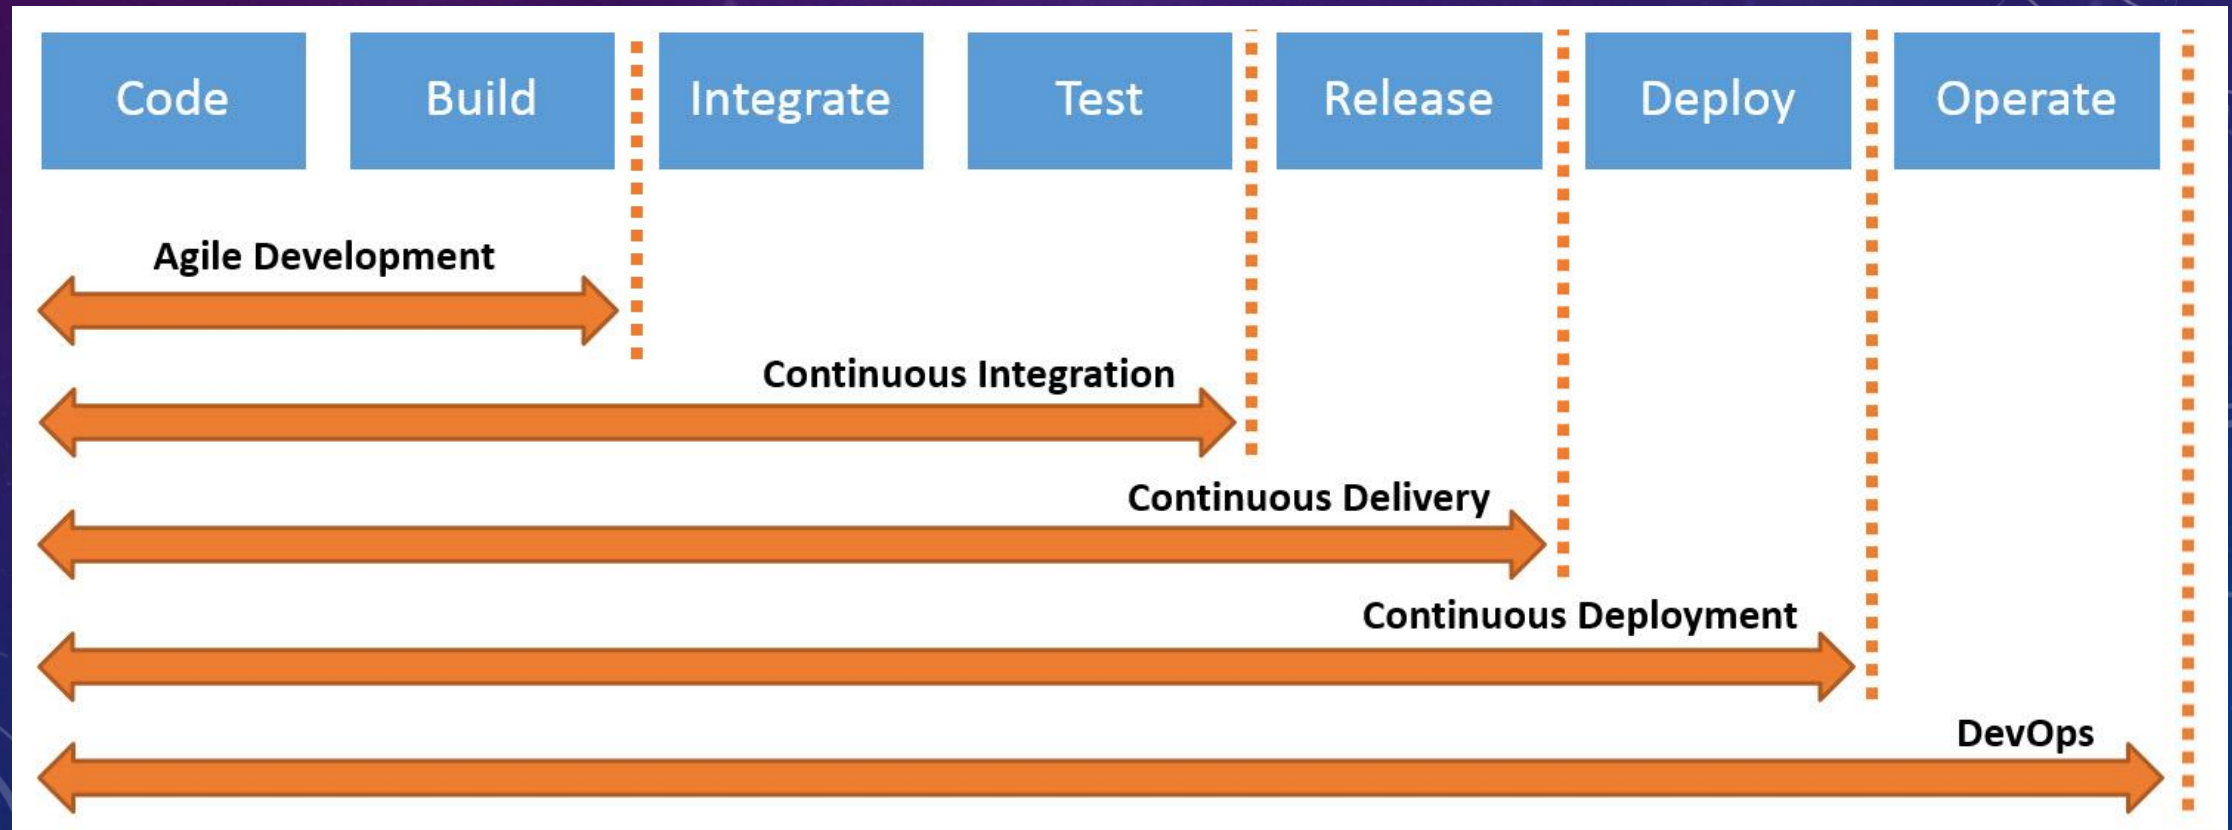 Code
Build
Integrate
Test
Release
Deploy
Operate
Agile Development
Continuous Integration
Continuous Delivery
Continuous Deployment
DevOps